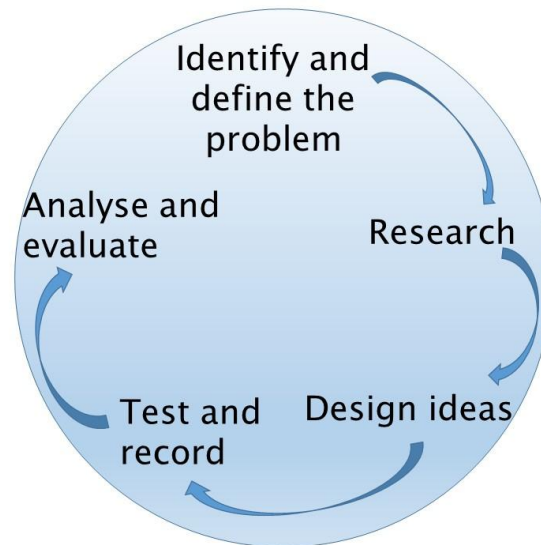 Identify and
define the
problem
Research
Design ideas
Test and
record
Analyse and
evaluate